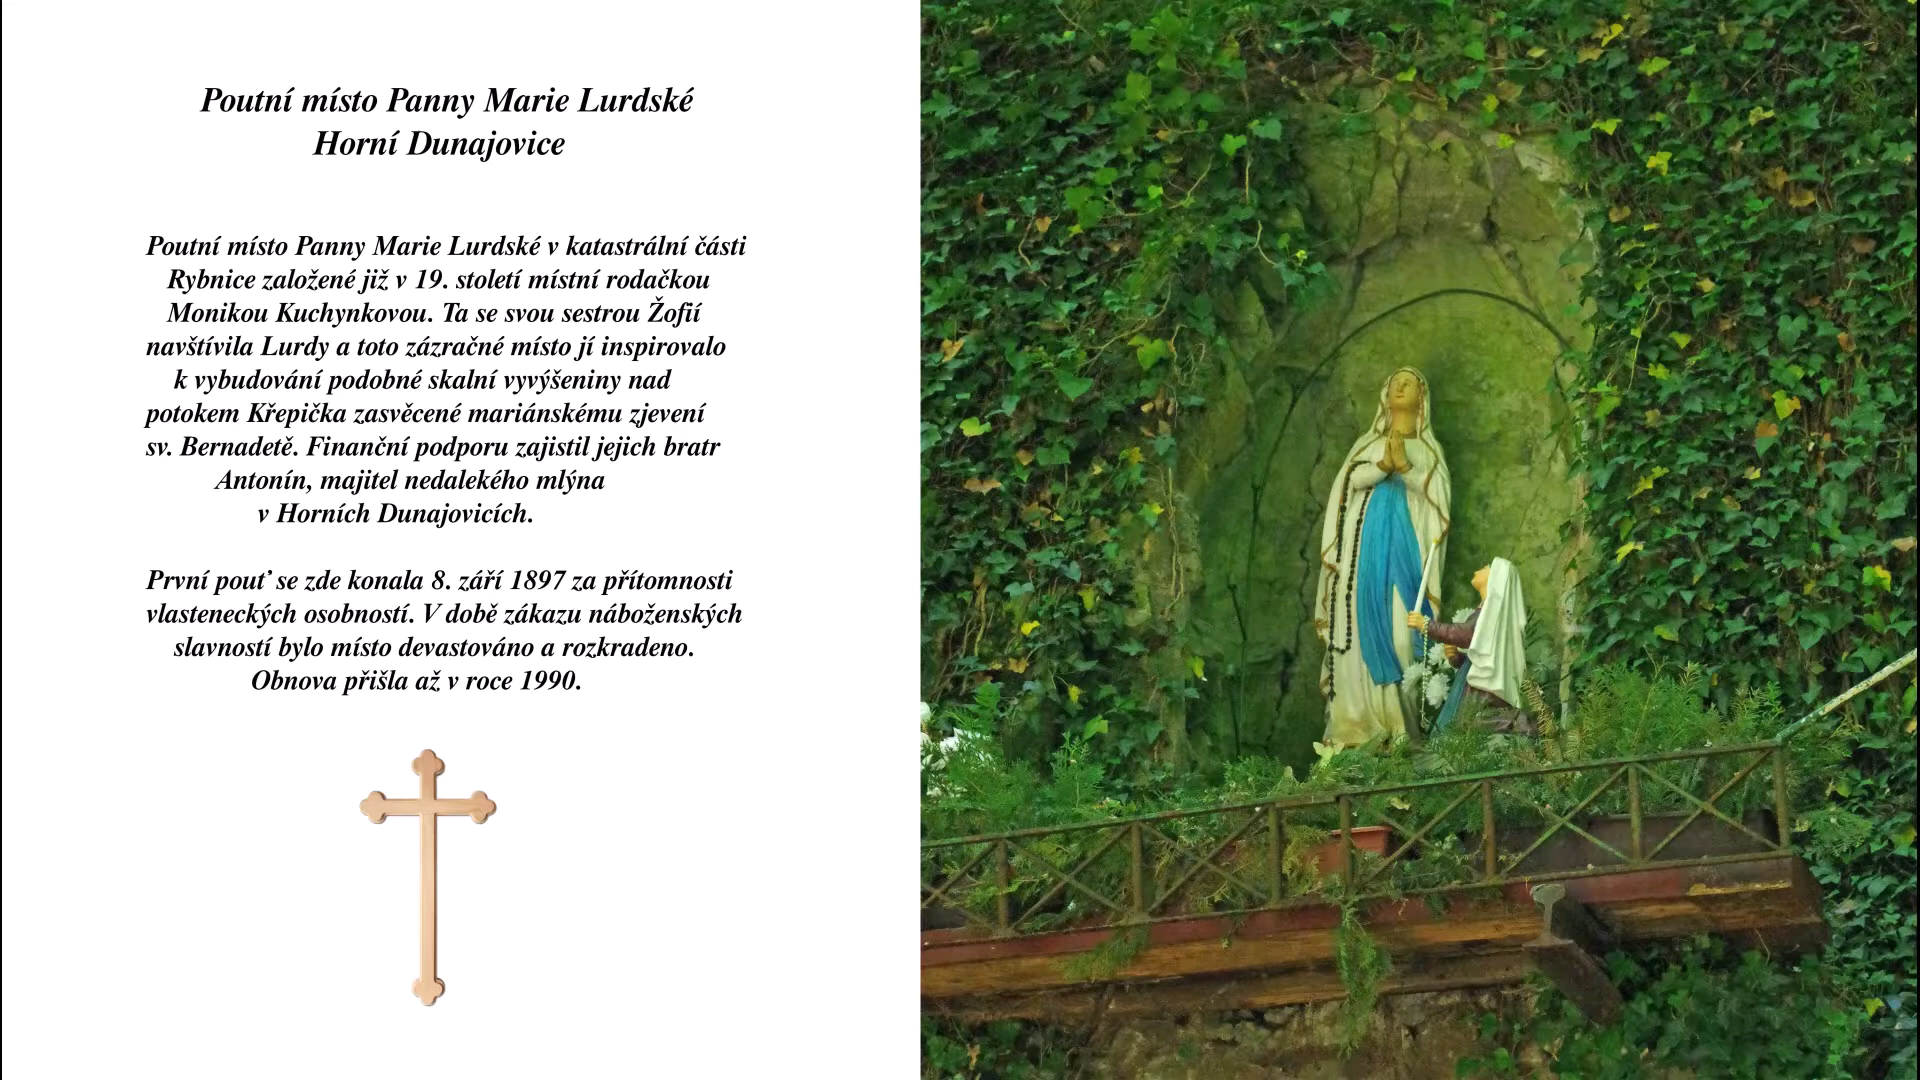 Poutní místo Panny Marie Lurdské
Horní Dunajovice
Poutní místo Panny Marie Lurdské v katastrální části
Rybnice založené již v 19. století místní rodačkou
Monikou Kuchynkovou. Ta se svou sestrou Žofií
navštívila Lurdy a toto zázračné místo jí inspirovalo
k vybudování podobné skalní vyvýšeniny nad
potokem Křepička zasvěcené mariánskému zjevení
sv. Bernadetě. Finanční podporu zajistil jejich bratr
Antonín, majitel nedalekého mlýna
v Horních Dunajovicích.
První pouť se zde konala 8. září 1897 za přítomnosti
vlasteneckých osobností. V době zákazu náboženských
slavností bylo místo devastováno a rozkradeno.
Obnova přišla až v roce 1990.